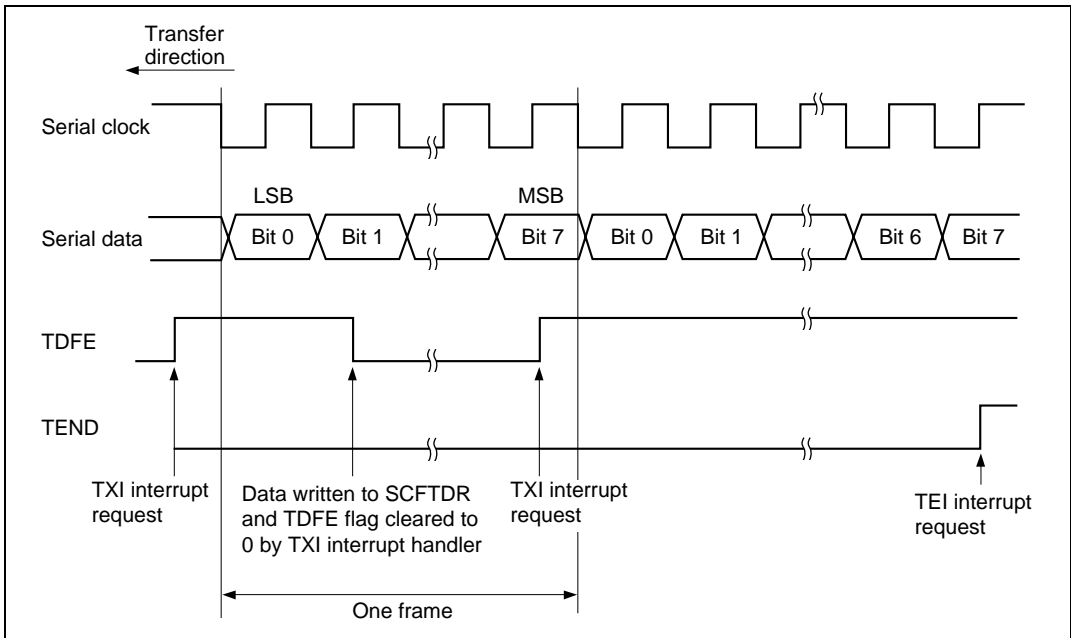 Transfer
direction
Serial clock
LSB
MSB
Serial data
Bit 0
Bit 1
Bit 7
Bit 0
Bit 1
Bit 6
Bit 7
TDFE
TEND
TXI interrupt
request
Data written to SCFTDR
and TDFE flag cleared to
0 by TXI interrupt handler
TXI interrupt
request
TEI interrupt
request
One frame